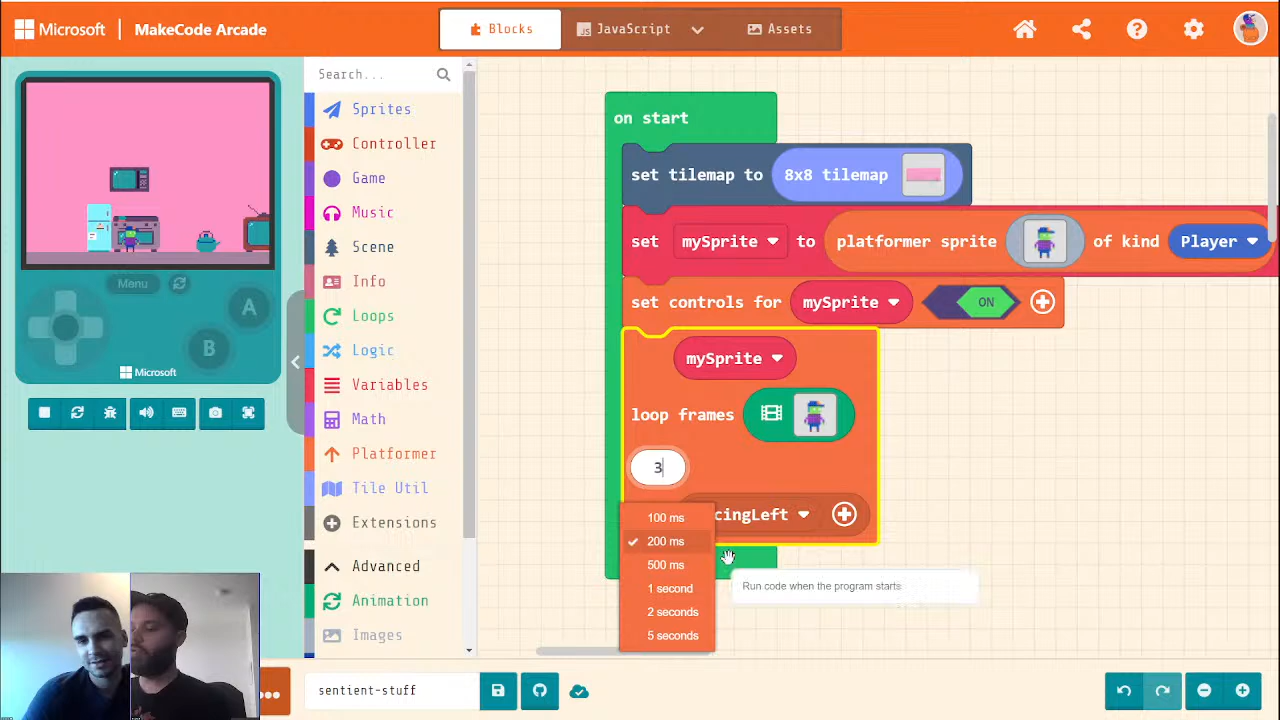 Microsoft
MakeCode Arcade
Blocks
JavaScript
Assets
Menu
A
B
Microsoft
Search...
Sprites
Controller
Game
Music
Scene
Info
Loops
Logic
Variables
Math
Platformer
Tile Util
Extensions
Advanced
Animation
Images
on start
set tilemap to 8x8 tilemap
set mySprite to platformer sprite of kind Player
set controls for mySprite ON
mySprite
loop frames
3
cingLeft
100 ms
200 ms
500 ms
1 second
2 seconds
5 seconds
Run code when the program starts
sentient-stuff